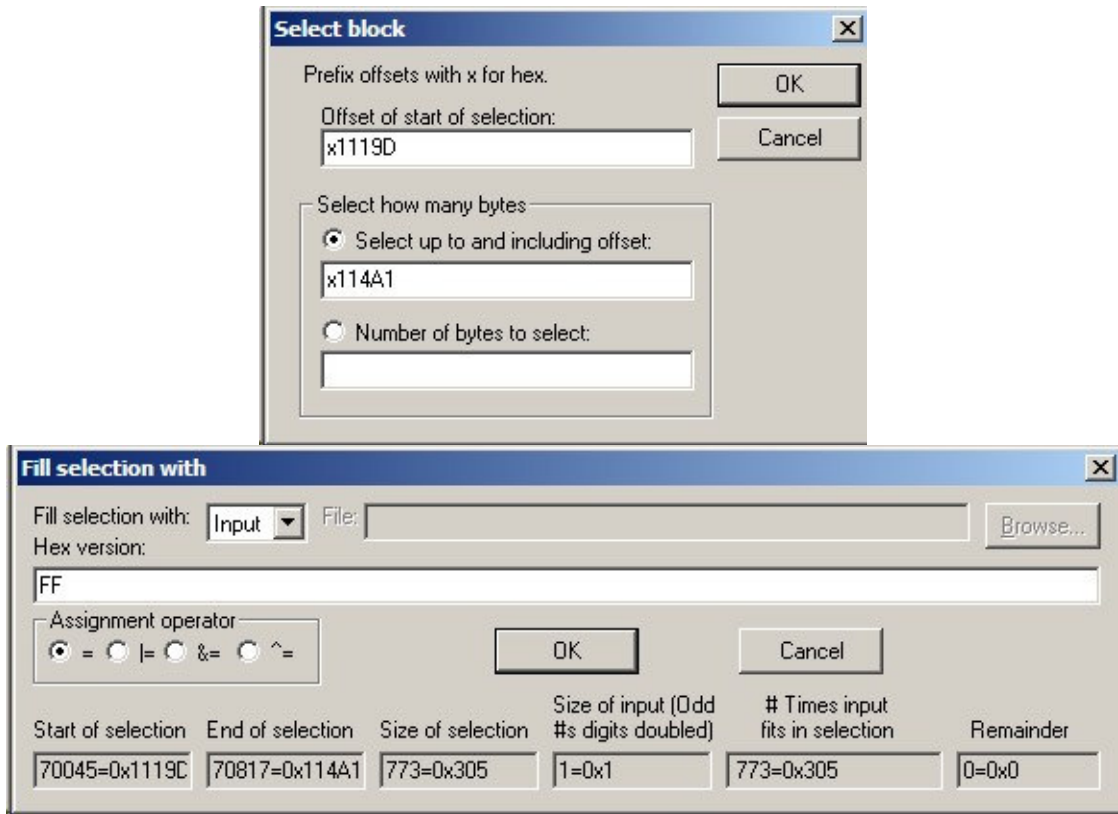 Select block
Prefix offsets with x for hex.
OK
Offset of start of selection:
x1119D
Cancel
Select how many bytes
Select up to and including offset:
x114A1
Number of bytes to select:
Fill selection with
Fill selection with: Input File: Browse...
Hex version:
FF
Assignment operator
= |= &= ^=
OK Cancel
Size of input (Odd # Times input
Start of selection End of selection Size of selection #s digits doubled) fits in selection Remainder
70045=0x1119D 70817=0x114A1 773=0x305 1=0x1 773=0x305 0=0x0